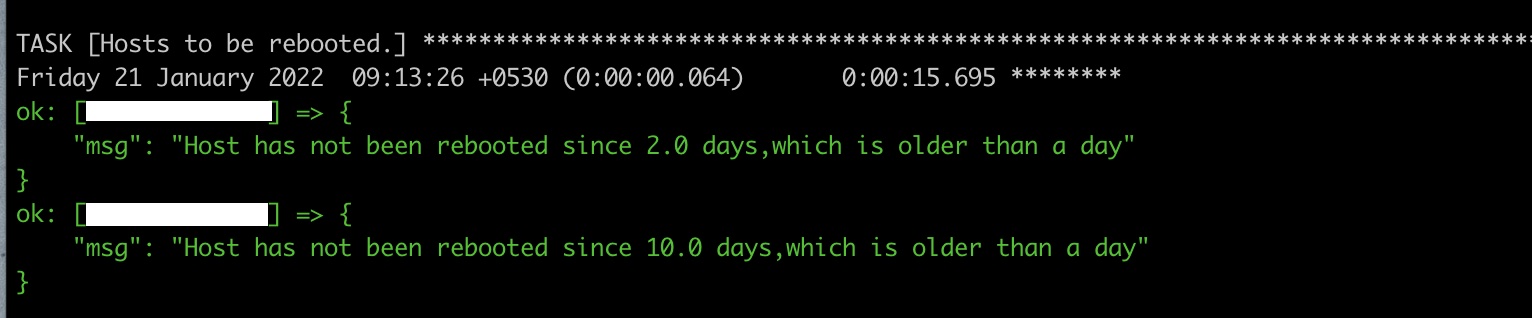 TASK [Hosts to be rebooted.] *******************************************************************************
Friday 21 January 2022  09:13:26 +0530 (0:00:00.064)       0:00:15.695 ********
ok: [] => {
    "msg": "Host has not been rebooted since 2.0 days,which is older than a day"
}
ok: [] => {
    "msg": "Host has not been rebooted since 10.0 days,which is older than a day"
}